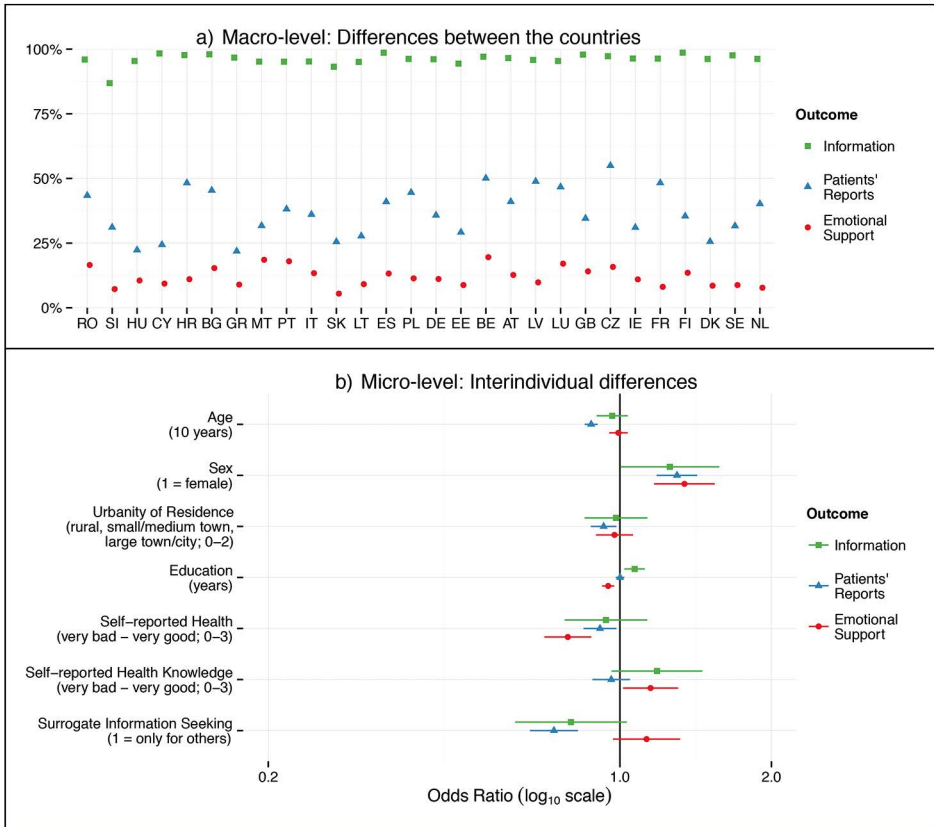 a) Macro-level: Differences between the countries
100%
75%
50%
25%
0%
RO SI HU CY HR BG GR MT PT IT SK LT ES PL DE EE BE AT LV LU GB CZ IE FR FI DK SE NL
Outcome
Information
Patients'
Reports
Emotional
Support
b) Micro-level: Interindividual differences
Age
(10 years)
Sex
(1 = female)
Urbanity of Residence
(rural, small/medium town,
large town/city; 0−2)
Education
(years)
Self−reported Health
(very bad − very good; 0−3)
Self−reported Health Knowledge
(very bad − very good; 0−3)
Surrogate Information Seeking
(1 = only for others)
0.2 1.0 2.0
Odds Ratio (log10 scale)
Outcome
Information
Patients'
Reports
Emotional
Support